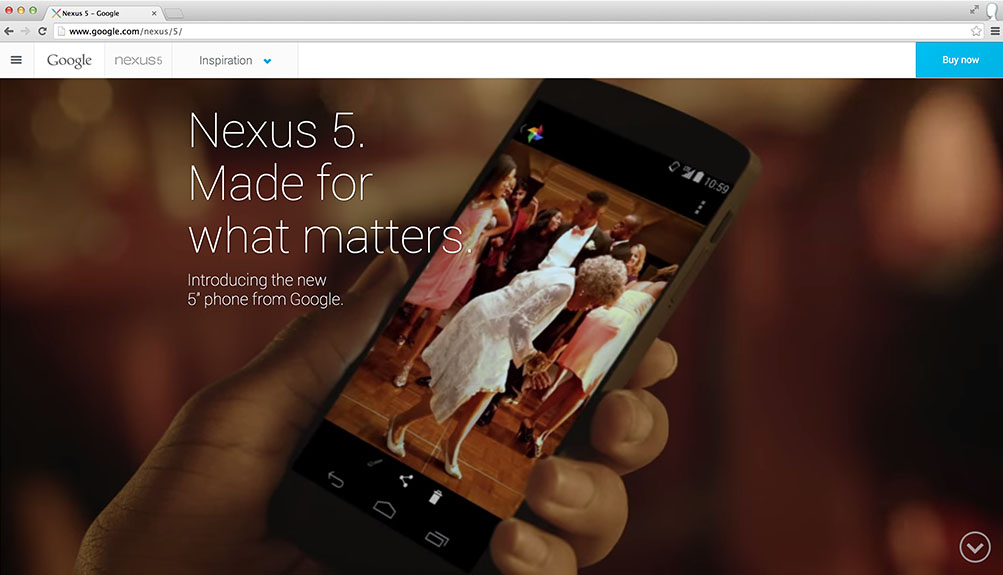 Nexus 5 – Google
www.google.com/nexus/5/
Google
nexus5
Inspiration
Buy now
Nexus 5.
Made for
what matters.
Introducing the new
5" phone from Google.
10:59